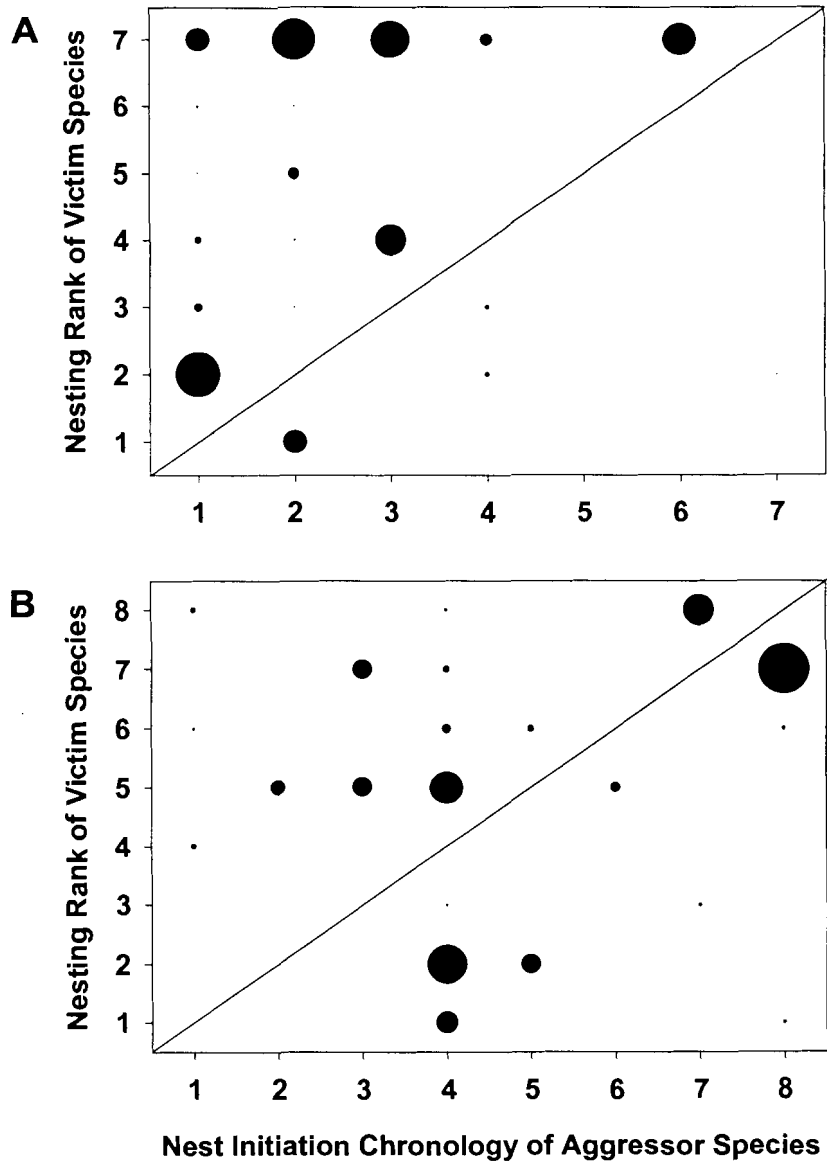 A
Nesting Rank of Victim Species
7
6
5
4
3
2
1
1 2 3 4 5 6 7
B
Nesting Rank of Victim Species
8
7
6
5
4
3
2
1
1 2 3 4 5 6 7 8
Nest Initiation Chronology of Aggressor Species